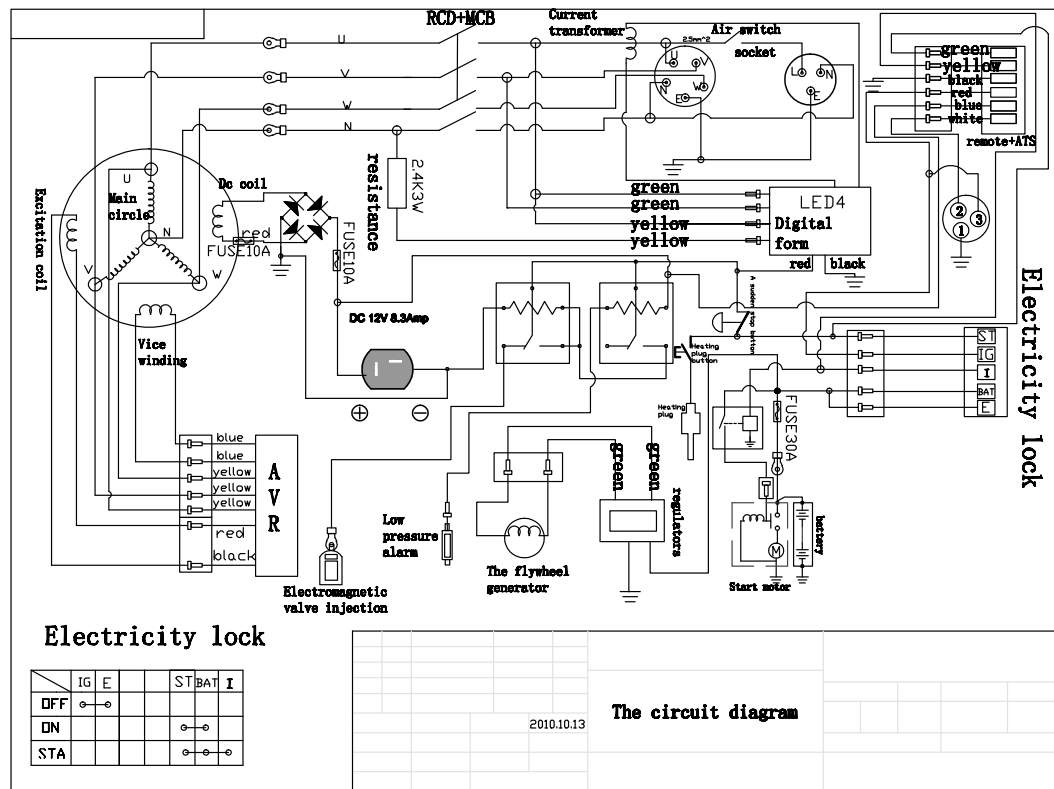 RCD+MCB
Current
transformer
2.5mm^2
Air switch
socket
U
V
W
N
U
V
N
W
E
L
N
E
green
yellow
black
red
blue
white
remote+ATS
2
1
3
resistance
2.4K3W
Excitation coil
U
Main
circle
N
V
W
Dc coil
red
FUSE10A
FUSE10A
green
green
yellow
yellow
LED4
Digital
form
red
black
DC 12V 8.3Amp
Vice
winding
A sudden
stop button
Heating
plug
button
Heating
plug
ST
IG
I
BAT
E
Electricity lock
FUSE30A
blue
blue
yellow
yellow
yellow
red
black
A
V
R
green
green
regulators
Low
pressure
alarm
The flywheel
generator
Electromagnetic
valve injection
M
battery
Start motor
Electricity lock
IG E ST BAT I
OFF
ON
STA
2010.10.13
The circuit diagram